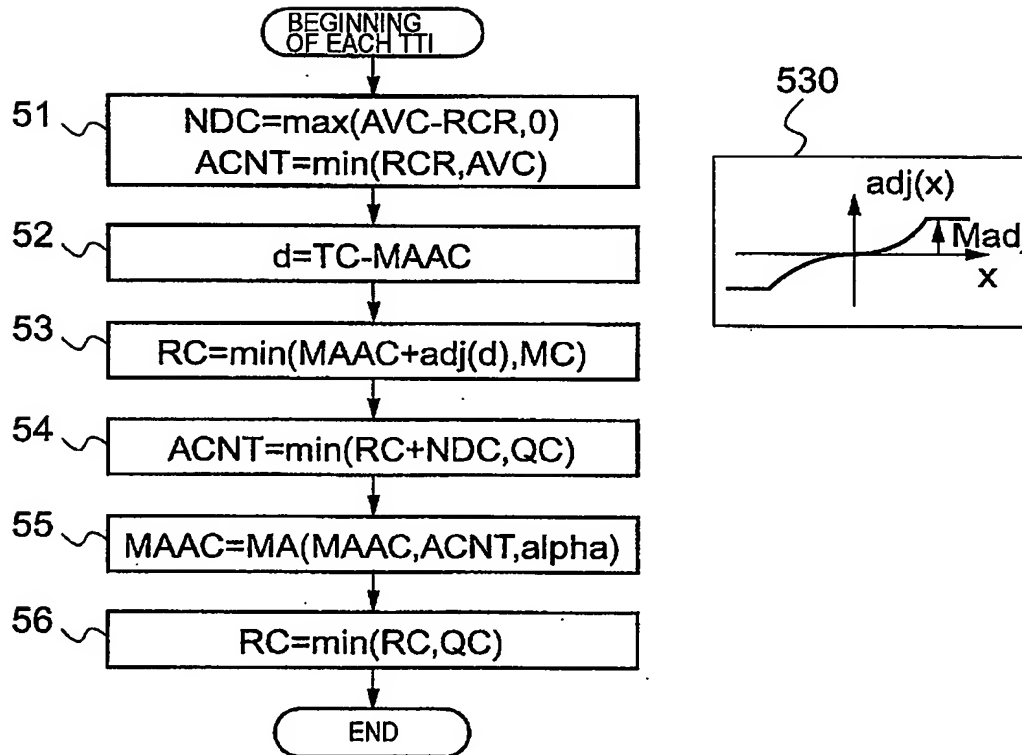 BEGINNING
OF EACH TTI
51
NDC=max(AVC-RCR,0)
ACNT=min(RCR,AVC)
52
d=TC-MAAC
53
RC=min(MAAC+adj(d),MC)
54
ACNT=min(RC+NDC,QC)
55
MAAC=MA(MAAC,ACNT,alpha)
56
RC=min(RC,QC)
END
530
adj(x)
Madj
x